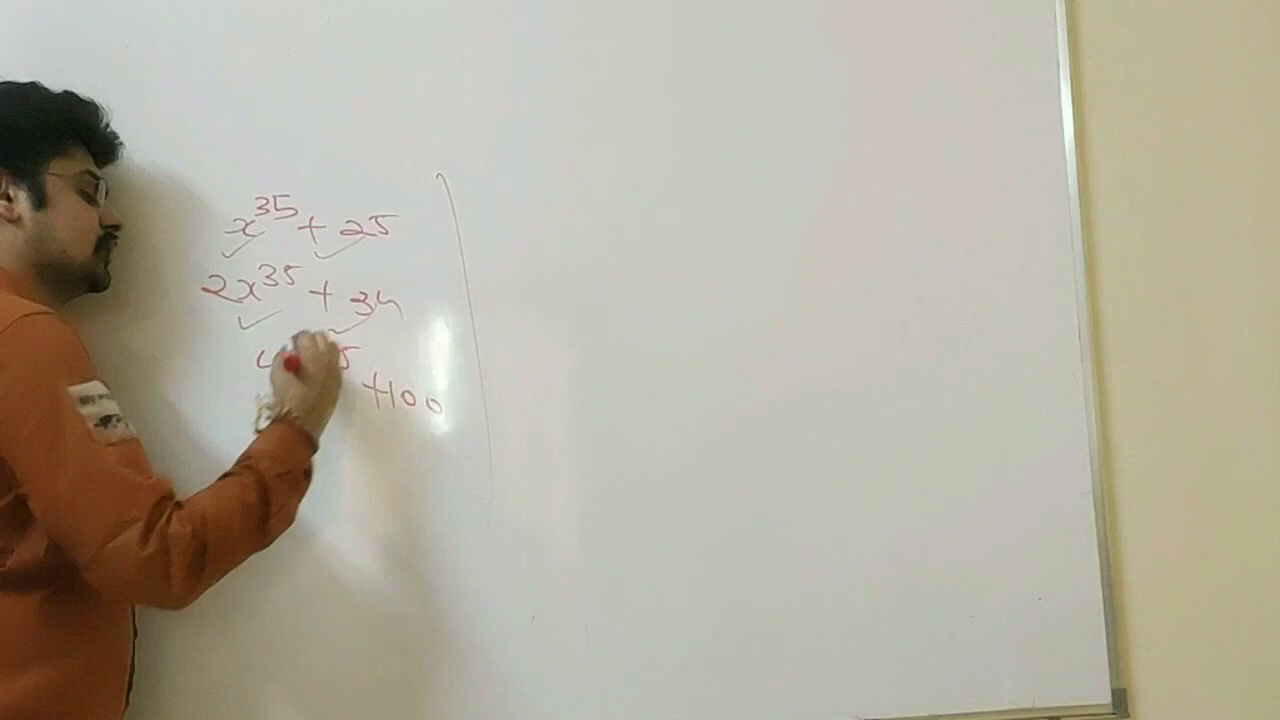 x³⁵ + 25
2x³⁵ + 34
+100